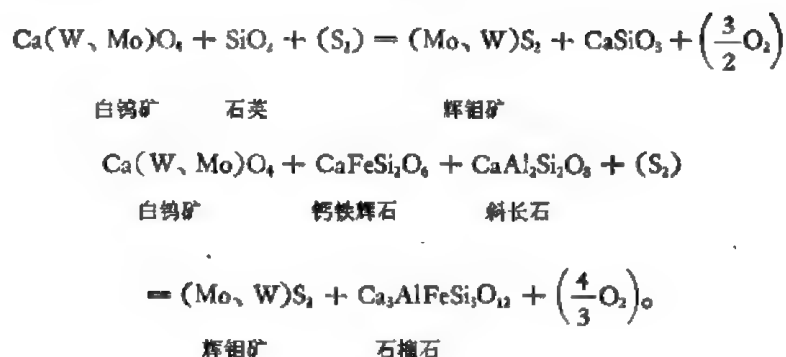 Ca(W、Mo)O₄ + SiO₂ + (S₂) = (Mo、W)S₂ + CaSiO₃ + (3/2 O₂)
白钨矿 石英 辉钼矿
Ca(W、Mo)O₄ + CaFeSi₂O₆ + CaAl₂Si₂O₈ + (S₂)
白钨矿 钙铁辉石 斜长石
= (Mo、W)S₂ + Ca₃AlFeSi₃O₁₂ + (4/3 O₂)。
辉钼矿 石榴石